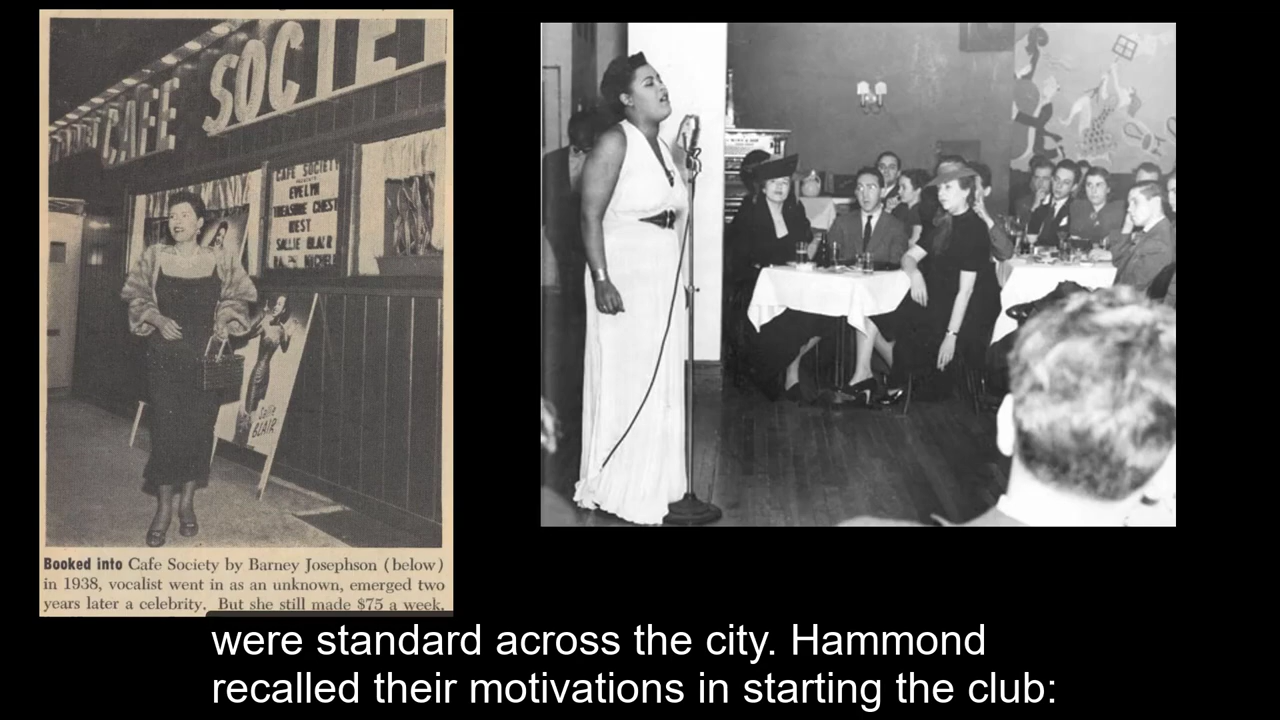 CAFE SOCIETY
CAFE SOCIETY
EVELYN
TREASURE CHEST
WEST
SALLIE BLAIR
Sallie
BLAIR
Booked into Cafe Society by Barney Josephson (below)
in 1938, vocalist went in as an unknown, emerged two
years later a celebrity. But she still made $75 a week.
were standard across the city. Hammond
recalled their motivations in starting the club: